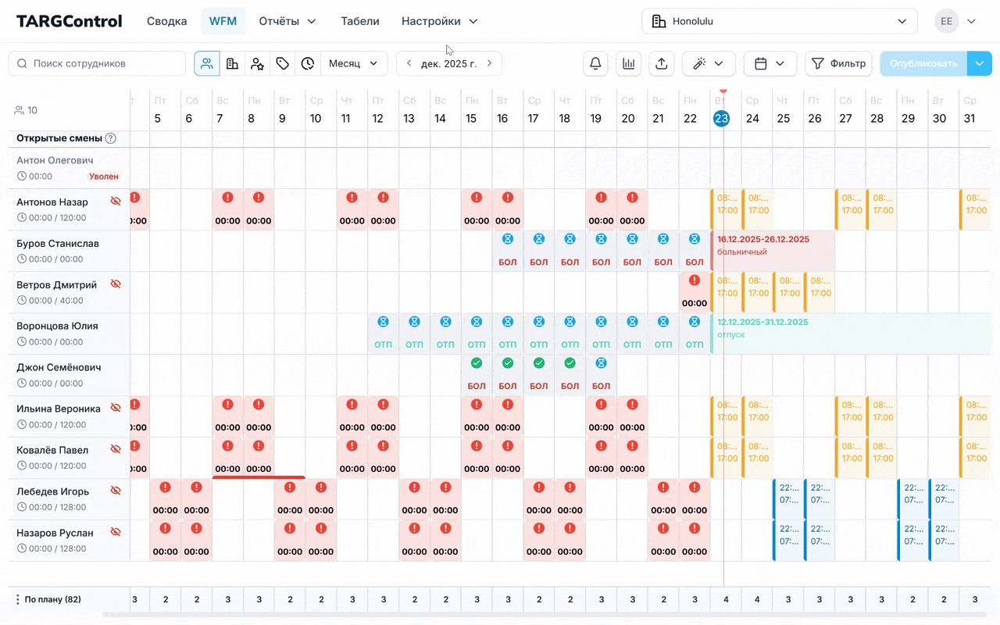 TARGControl Сводка WFM Отчёты Табели Настройки Honolulu EE
Поиск сотрудников Месяц дек. 2025 г. Фильтр Опубликовать
т Пт Сб Вс Пн Вт Ср Чт Пт Сб Вс Пн Вт Ср Чт Пт Сб Вс Пн Вт Ср Чт Пт Сб Вс Пн Вт Ср
10 5 6 7 8 9 10 11 12 13 14 15 16 17 18 19 20 21 22 23 24 25 26 27 28 29 30 31
Открытые смены ?
Антон Олегович
00:00 Уволен
Антонов Назар 08:... 08:... 08:... 08:... 08:...
17:00 17:00 17:00 17:00 17:00
00:00 / 120:00 00:00 00:00 00:00 00:00 00:00 00:00 00:00 00:00
Буров Станислав 16.12.2025-26.12.2025
больничный
00:00 / 00:00 БОЛ БОЛ БОЛ БОЛ БОЛ БОЛ БОЛ
Ветров Дмитрий 08:... 08:... 08:... 08:...
17:00 17:00 17:00 17:00
00:00 / 40:00 00:00
Воронцова Юлия 12.12.2025-31.12.2025
отпуск
00:00 / 00:00 ОТП ОТП ОТП ОТП ОТП ОТП ОТП ОТП ОТП ОТП ОТП
Джон Семёнович
00:00 / 00:00 БОЛ БОЛ БОЛ БОЛ БОЛ
Ильина Вероника 08:... 08:... 08:... 08:... 08:...
17:00 17:00 17:00 17:00 17:00
00:00 / 120:00 00:00 00:00 00:00 00:00 00:00 00:00 00:00 00:00
Ковалёв Павел 08:... 08:... 08:... 08:... 08:...
17:00 17:00 17:00 17:00 17:00
00:00 / 120:00 00:00 00:00 00:00 00:00 00:00 00:00 00:00 00:00
Лебедев Игорь 22:... 22:... 22:... 22:...
07:... 07:... 07:... 07:...
00:00 / 128:00 00:00 00:00 00:00 00:00 00:00 00:00 00:00 00:00 00:00 00:00
Назаров Руслан 22:... 22:... 22:... 22:...
07:... 07:... 07:... 07:...
00:00 / 128:00 00:00 00:00 00:00 00:00 00:00 00:00 00:00 00:00 00:00 00:00
По плану (82) 3 2 2 3 3 2 2 3 3 2 2 3 3 2 2 3 3 2 3 4 4 3 3 3 3 2 2 3